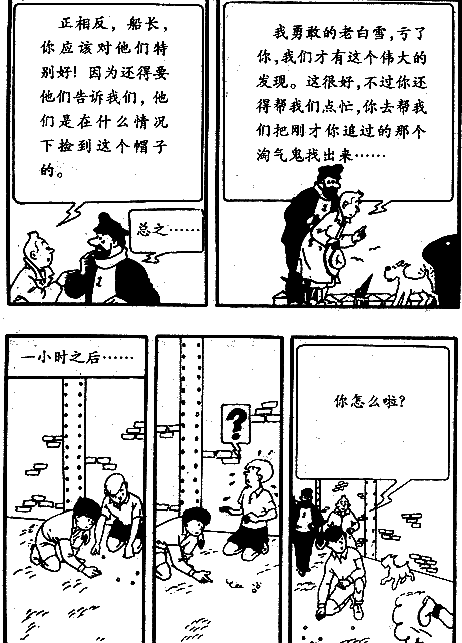 正相反，船长，
你应该对他们特
别好！因为还得要
他们告诉我们，他
们是在什么情况
下捡到这个帽子
的。
总之……
我勇敢的老白雪，亏了
你，我们才有这个伟大的
发现。这很好，不过你还
得帮我们点忙，你去帮我
们把刚才你追过的那个
淘气鬼找出来……
一小时之后……
?
你怎么啦？